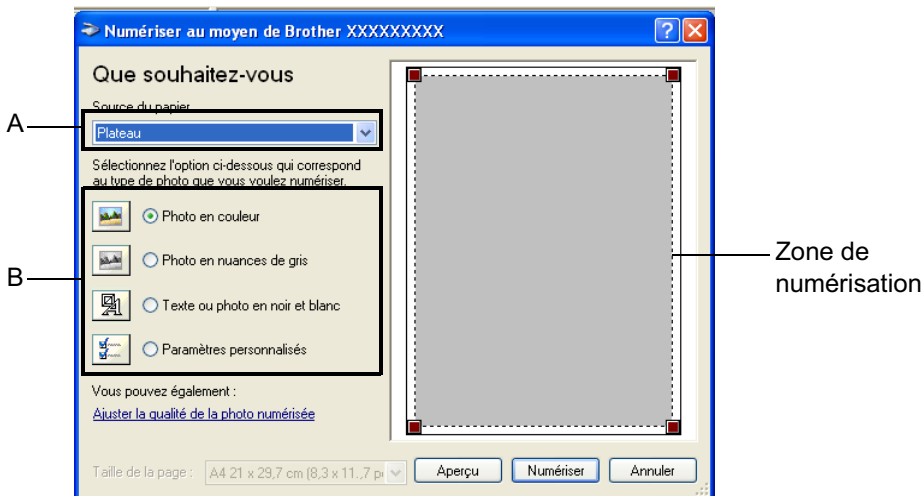 Numériser au moyen de Brother XXXXXXXXX
Que souhaitez-vous
Source du papier
A
Plateau
Sélectionnez l'option ci-dessous qui correspond
au type de photo que vous voulez numériser.
B
Photo en couleur
Photo en nuances de gris
Texte ou photo en noir et blanc
Paramètres personnalisés
Zone de
numérisation
Vous pouvez également :
Ajuster la qualité de la photo numérisée
Taille de la page :
A4 21 x 29,7 cm (8,3 x 11.,7 p
Aperçu
Numériser
Annuler